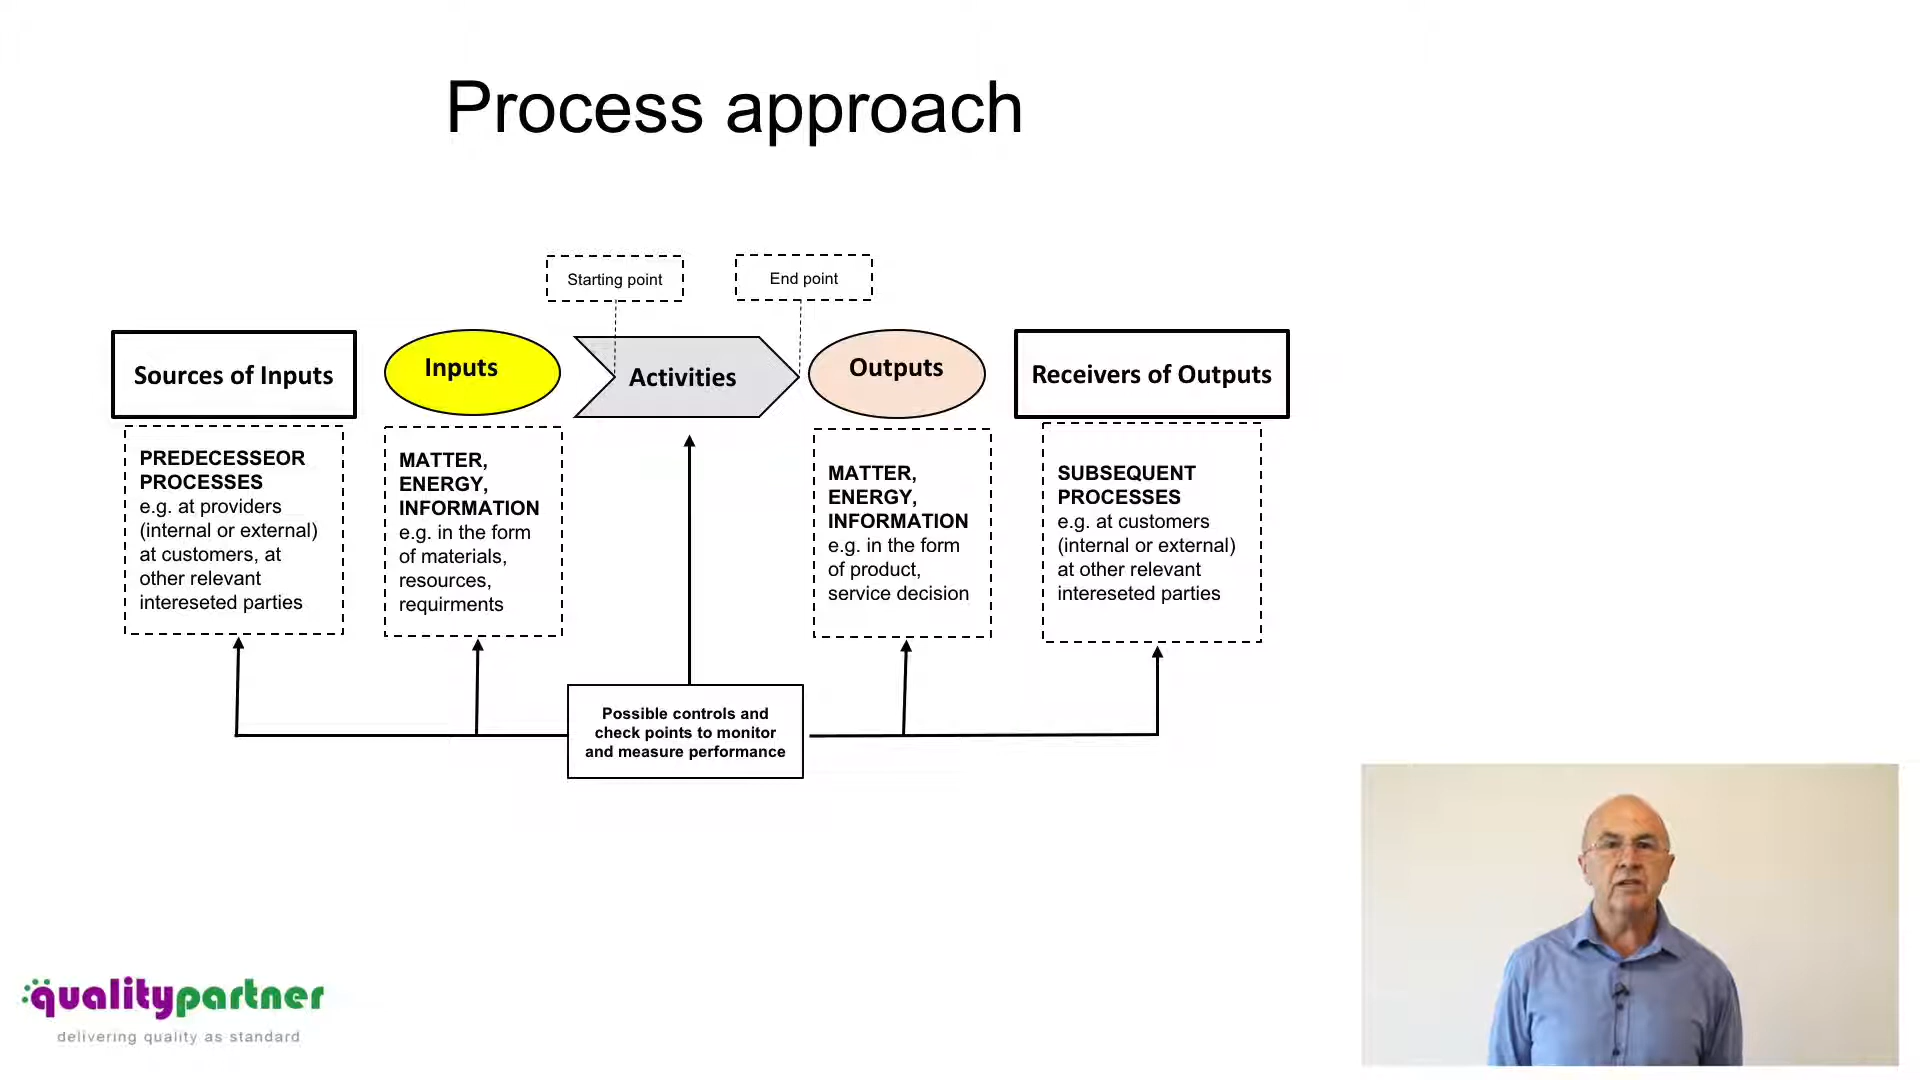 Process approach
Starting point
End point
Sources of Inputs
Inputs
Activities
Outputs
Receivers of Outputs
PREDECESSEOR
PROCESSES
e.g. at providers
(internal or external)
at customers, at
other relevant
intereseted parties
MATTER,
ENERGY,
INFORMATION
e.g. in the form
of materials,
resources,
requirments
MATTER,
ENERGY,
INFORMATION
e.g. in the form
of product,
service decision
SUBSEQUENT
PROCESSES
e.g. at customers
(internal or external)
at other relevant
intereseted parties
Possible controls and
check points to monitor
and measure performance
qualitypartner
delivering quality as standard